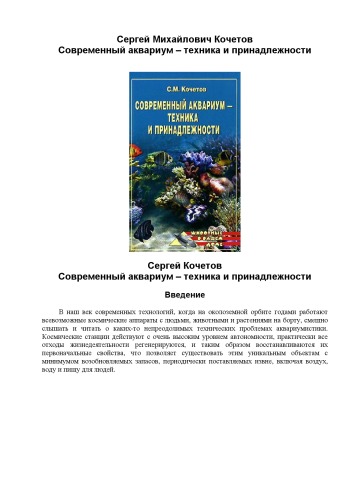 Сергей Михайлович Кочетов
Современный аквариум – техника и принадлежности
С.М. Кочетов
СОВРЕМЕННЫЙ АКВАРИУМ –
ТЕХНИКА
И ПРИНАДЛЕЖНОСТИ
ЖИВОТНЫЕ
В ВАШЕМ
ДОМЕ
Сергей Кочетов
Современный аквариум – техника и принадлежности
Введение
В наш век современных технологий, когда на околоземной орбите годами работают
всевозможные космические аппараты с людьми, животными и растениями на борту, смешно
слышать и читать о каких-то непреодолимых технических проблемах аквариумистики.
Космические станции действуют с очень высоким уровнем автономности, практически все
отходы жизнедеятельности регенерируются, и таким образом восстанавливаются их
первоначальные свойства, что позволяет существовать этим уникальным объектам с
минимумом возобновляемых запасов, периодически поставляемых извне, включая воздух,
воду и пищу для людей.